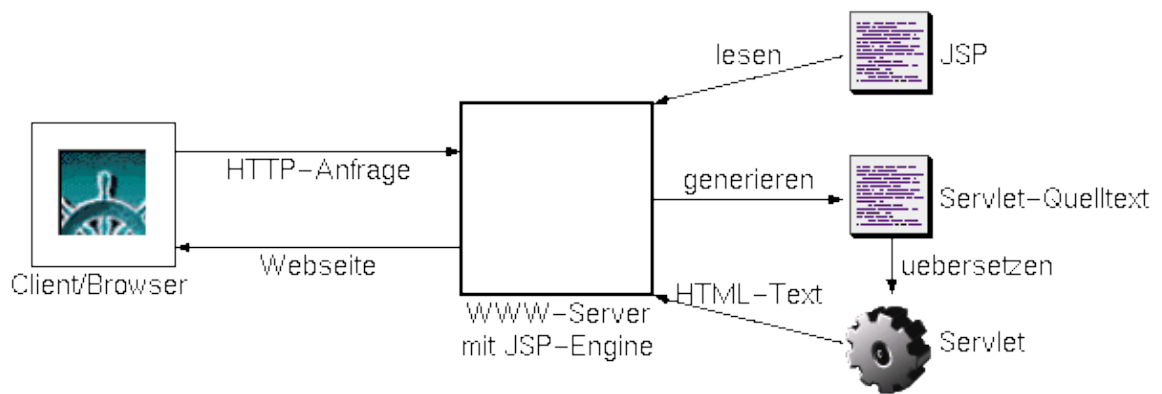 lesen
JSP
HTTP-Anfrage
generieren
Servlet-Quelltext
Webseite
uebersetzen
Client/Browser
HTML-Text
WWW-Server
mit JSP-Engine
Servlet